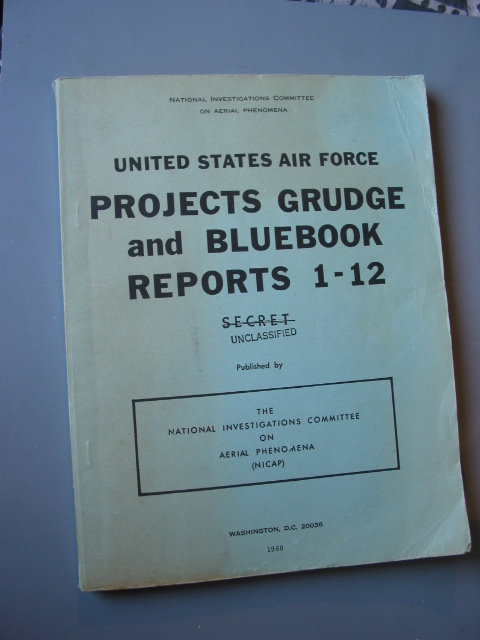 NATIONAL INVESTIGATIONS COMMITTEE
ON AERIAL PHENOMENA
UNITED STATES AIR FORCE
PROJECTS GRUDGE
and BLUEBOOK
REPORTS 1-12
SECRET
UNCLASSIFIED
Published by
THE
NATIONAL INVESTIGATIONS COMMITTEE
ON
AERIAL PHENOMENA
(NICAP)
WASHINGTON, D.C. 20036
1968